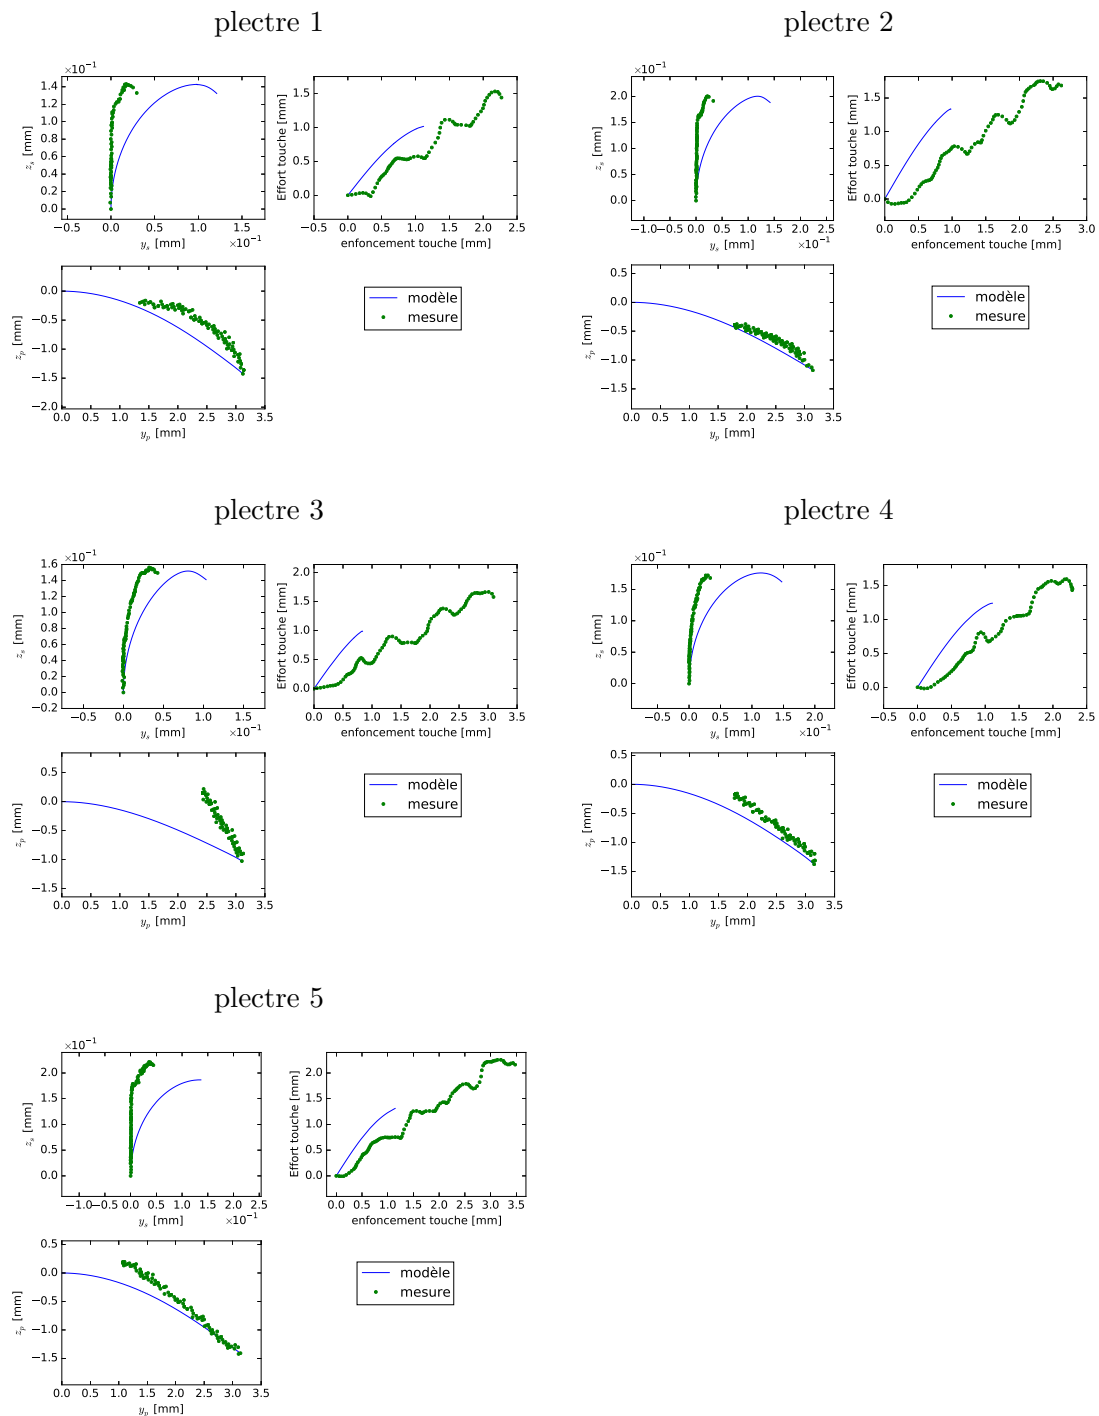 plectre 1
×10⁻¹
1.4
1.2
1.0
0.8
0.6
0.4
0.2
0.0
z_s [mm]
−0.5 0.0 0.5 1.0 1.5
y_s [mm] ×10⁻¹
1.5
1.0
0.5
0.0
Effort touche [mm]
−0.5 0.0 0.5 1.0 1.5 2.0 2.5
enfoncement touche [mm]
0.0
−0.5
−1.0
−1.5
−2.0
z_p [mm]
0.0 0.5 1.0 1.5 2.0 2.5 3.0 3.5
y_p [mm]
modèle
mesure
plectre 2
×10⁻¹
2.0
1.5
1.0
0.5
0.0
z_s [mm]
−1.0 −0.5 0.0 0.5 1.0 1.5 2.0 2.5
y_s [mm] ×10⁻¹
1.5
1.0
0.5
0.0
Effort touche [mm]
0.0 0.5 1.0 1.5 2.0 2.5 3.0
enfoncement touche [mm]
0.5
0.0
−0.5
−1.0
−1.5
z_p [mm]
0.0 0.5 1.0 1.5 2.0 2.5 3.0 3.5
y_p [mm]
modèle
mesure
plectre 3
×10⁻¹
1.6
1.4
1.2
1.0
0.8
0.6
0.4
0.2
0.0
−0.2
z_s [mm]
−0.5 0.0 0.5 1.0 1.5
y_s [mm] ×10⁻¹
2.0
1.5
1.0
0.5
0.0
Effort touche [mm]
0.0 0.5 1.0 1.5 2.0 2.5 3.0 3.5
enfoncement touche [mm]
0.5
0.0
−0.5
−1.0
−1.5
z_p [mm]
0.0 0.5 1.0 1.5 2.0 2.5 3.0 3.5
y_p [mm]
modèle
mesure
plectre 4
×10⁻¹
1.5
1.0
0.5
0.0
z_s [mm]
−0.5 0.0 0.5 1.0 1.5 2.0
y_s [mm] ×10⁻¹
1.5
1.0
0.5
0.0
Effort touche [mm]
−0.5 0.0 0.5 1.0 1.5 2.0 2.5
enfoncement touche [mm]
0.5
0.0
−0.5
−1.0
−1.5
z_p [mm]
0.0 0.5 1.0 1.5 2.0 2.5 3.0 3.5
y_p [mm]
modèle
mesure
plectre 5
×10⁻¹
2.0
1.5
1.0
0.5
0.0
z_s [mm]
−1.0 −0.5 0.0 0.5 1.0 1.5 2.0 2.5
y_s [mm] ×10⁻¹
2.0
1.5
1.0
0.5
0.0
Effort touche [mm]
0.0 0.5 1.0 1.5 2.0 2.5 3.0 3.5
enfoncement touche [mm]
0.5
0.0
−0.5
−1.0
−1.5
z_p [mm]
0.0 0.5 1.0 1.5 2.0 2.5 3.0 3.5
y_p [mm]
modèle
mesure